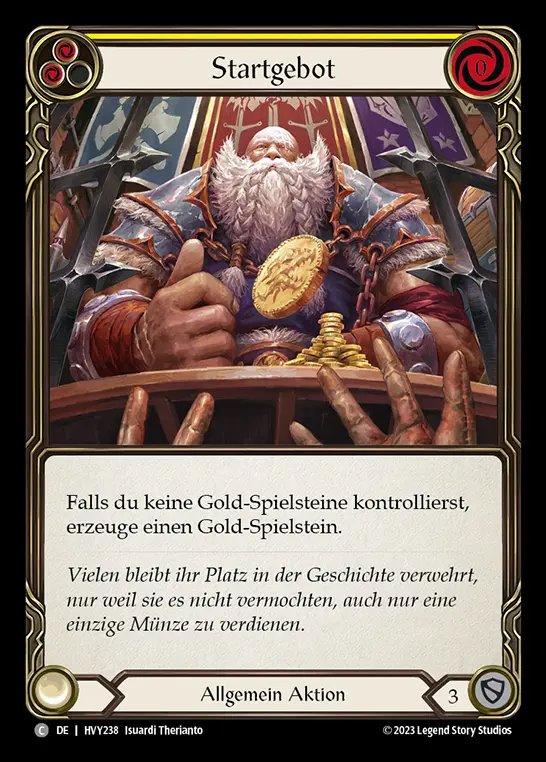 Startgebot
0
Falls du keine Gold-Spielsteine kontrollierst,
erzeuge einen Gold-Spielstein.
Vielen bleibt ihr Platz in der Geschichte verwehrt,
nur weil sie es nicht vermochten, auch nur eine
einzige Münze zu verdienen.
Allgemein Aktion
3
C DE | HVY238 Isuardi Therianto
© 2023 Legend Story Studios